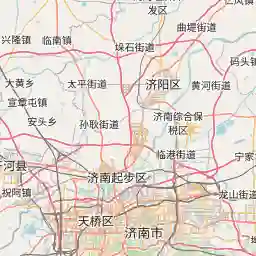 忆风镇
发区
曲堤街道
兴隆镇
临南镇
垛石街道
码头镇
大黄乡
太平街道
济阳区
黄河街道
宣章屯镇
安头乡
孙耿街道
济南综合保
税区
临港街道
宁家
齐河县
祝阿镇
济南起步区
龙山街道
天桥区
济南市